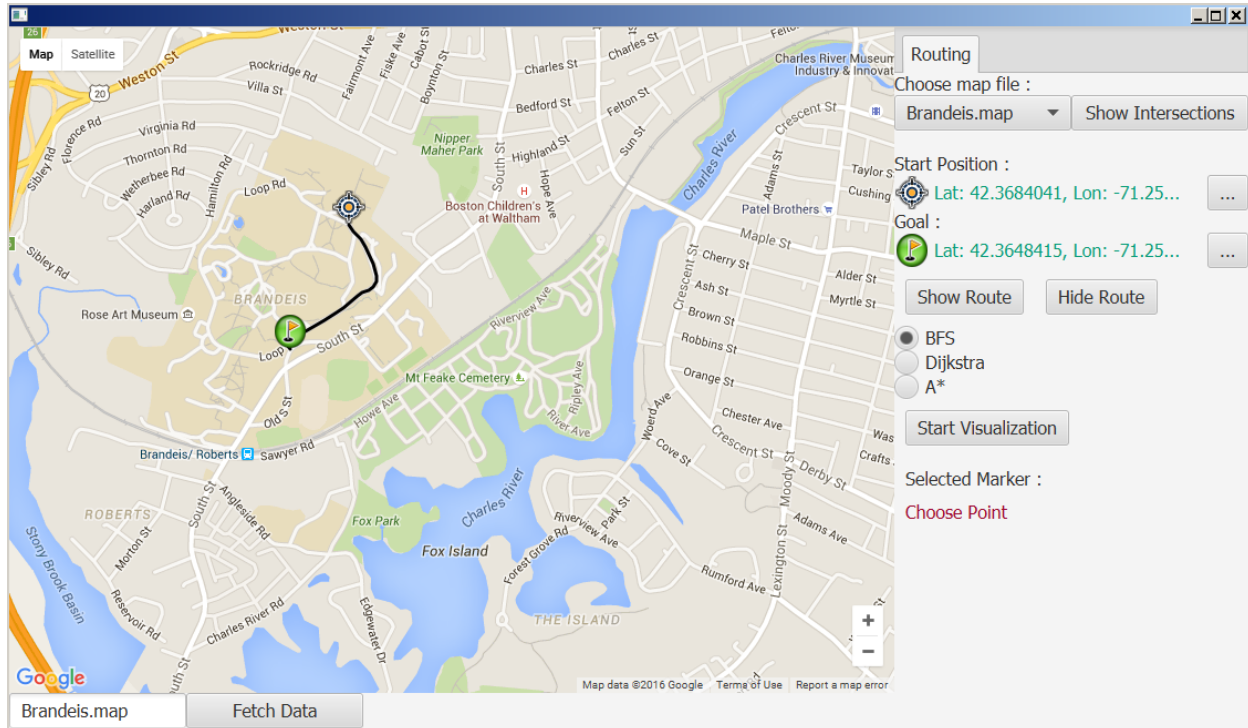 26
Weston St
Map
Satellite
20
Weston St
Rockridge Rd
Villa St
Fairmont Ave
Fiske Ave
Cabot St
Boynton St
Charles St
Charles St
Felton St
Charles River Museum
Industry & Innovat
Bedford St
Felton St
Crescent St
Florence Rd
Virginia Rd
Thornton Rd
Wetherbee Rd
Harland Rd
Hamilton Rd
Loop Rd
Sibley Rd
Nipper
Maher Park
South St
Highland St
Hope Ave
Sun St
Charles River
Adams St
Taylor S
Cushing
H
Boston Children's
at Waltham
Patel Brothers
Maple St
Sibley Rd
Cherry St
Alder St
Crescent St
Ash St
Myrtle St
BRANDEIS
Rose Art Museum
Riverview Ave
Brown St
Loop
South St
Robbins St
Mt Feake Cemetery
Orange St
Howe Ave
Ripley Ave
River Ave
Old S St
Woerd Ave
Chester Ave
Was
Crescent St
Crafts
Brandeis/ Roberts
Sawyer Rd
Cove St
Derby St
Moody St
Angleside Rd
South St
Charles River
ROBERTS
Park St
Morton St
Fox Park
Riverview Ave
Adams Ave
Stony Brook Basin
Fox Island
Forest Grove Rd
Rumford Ave
Lexington St
Reservoir Rd
Charles River Rd
Edgewater Dr
THE ISLAND
South St
+
−
Google
Map data ©2016 Google
Terms of Use
Report a map error
Brandeis.map
Fetch Data
Routing
Choose map file :
Brandeis.map
Show Intersections
Start Position :
Lat: 42.3684041, Lon: -71.25...
...
Goal :
Lat: 42.3648415, Lon: -71.25...
...
Show Route
Hide Route
BFS
Dijkstra
A*
Start Visualization
Selected Marker :
Choose Point